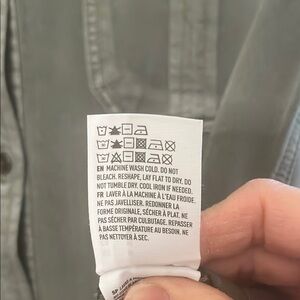 EN MACHINE WASH COLD. DO NOT
BLEACH. RESHAPE, LAY FLAT TO DRY. DO
NOT TUMBLE DRY. COOL IRON IF NEEDED.
FR LAVER À LA MACHINE À L'EAU FROIDE.
NE PAS JAVELLISER. REDONNER LA
FORME ORIGINALE, SÉCHER À PLAT. NE
PAS SÉCHER PAR CULBUTAGE. REPASSER
À BASSE TEMPÉRATURE AU BESOIN. NE
PAS NETTOYER À SEC.